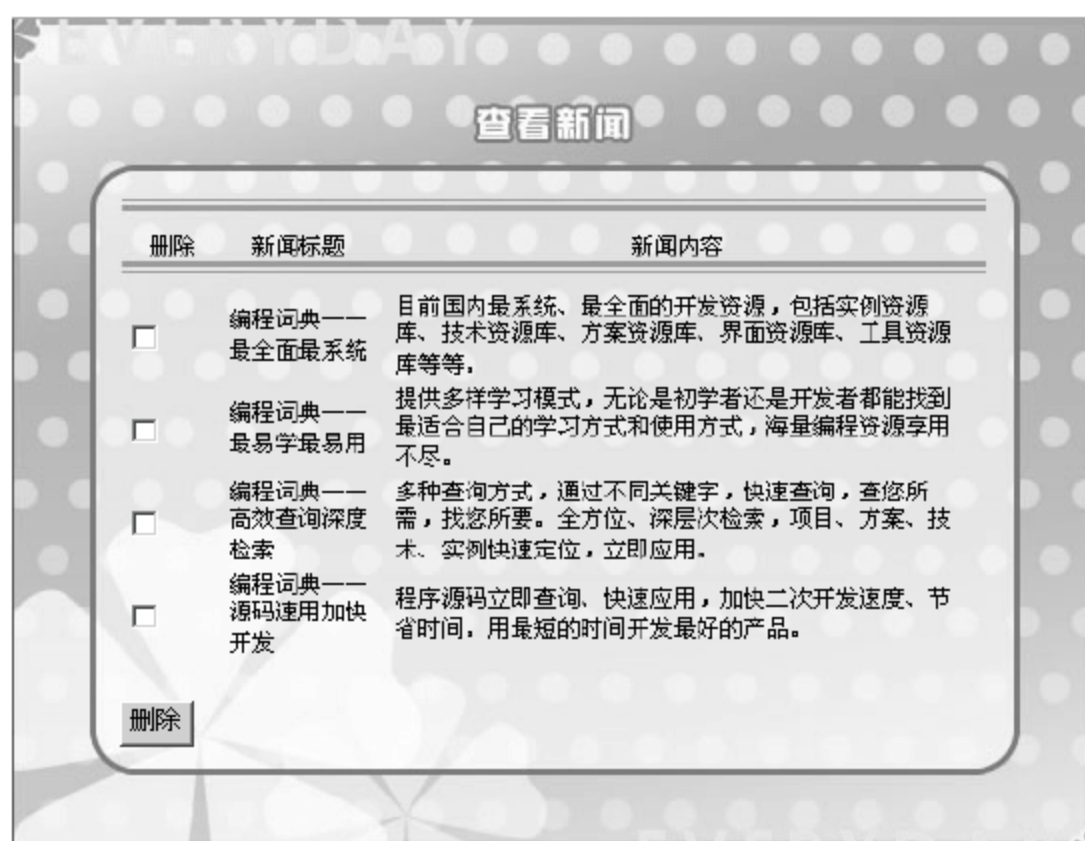 EVERYDAY
查看新闻
删除 新闻标题 新闻内容
编程词典——
最全面最系统
目前国内最系统、最全面的开发资源，包括实例资源
库、技术资源库、方案资源库、界面资源库、工具资源
库等等。
编程词典——
最易学最易用
提供多样学习模式，无论是初学者还是开发者都能找到
最适合自己的学习方式和使用方式，海量编程资源享用
不尽。
编程词典——
高效查询深度
检索
多种查询方式，通过不同关键字，快速查询，查您所
需，找您所要。全方位、深层次检索，项目、方案、技
术、实例快速定位，立即应用。
编程词典——
源码速用加快
开发
程序源码立即查询、快速应用，加快二次开发速度、节
省时间。用最短的时间开发最好的产品。
删除